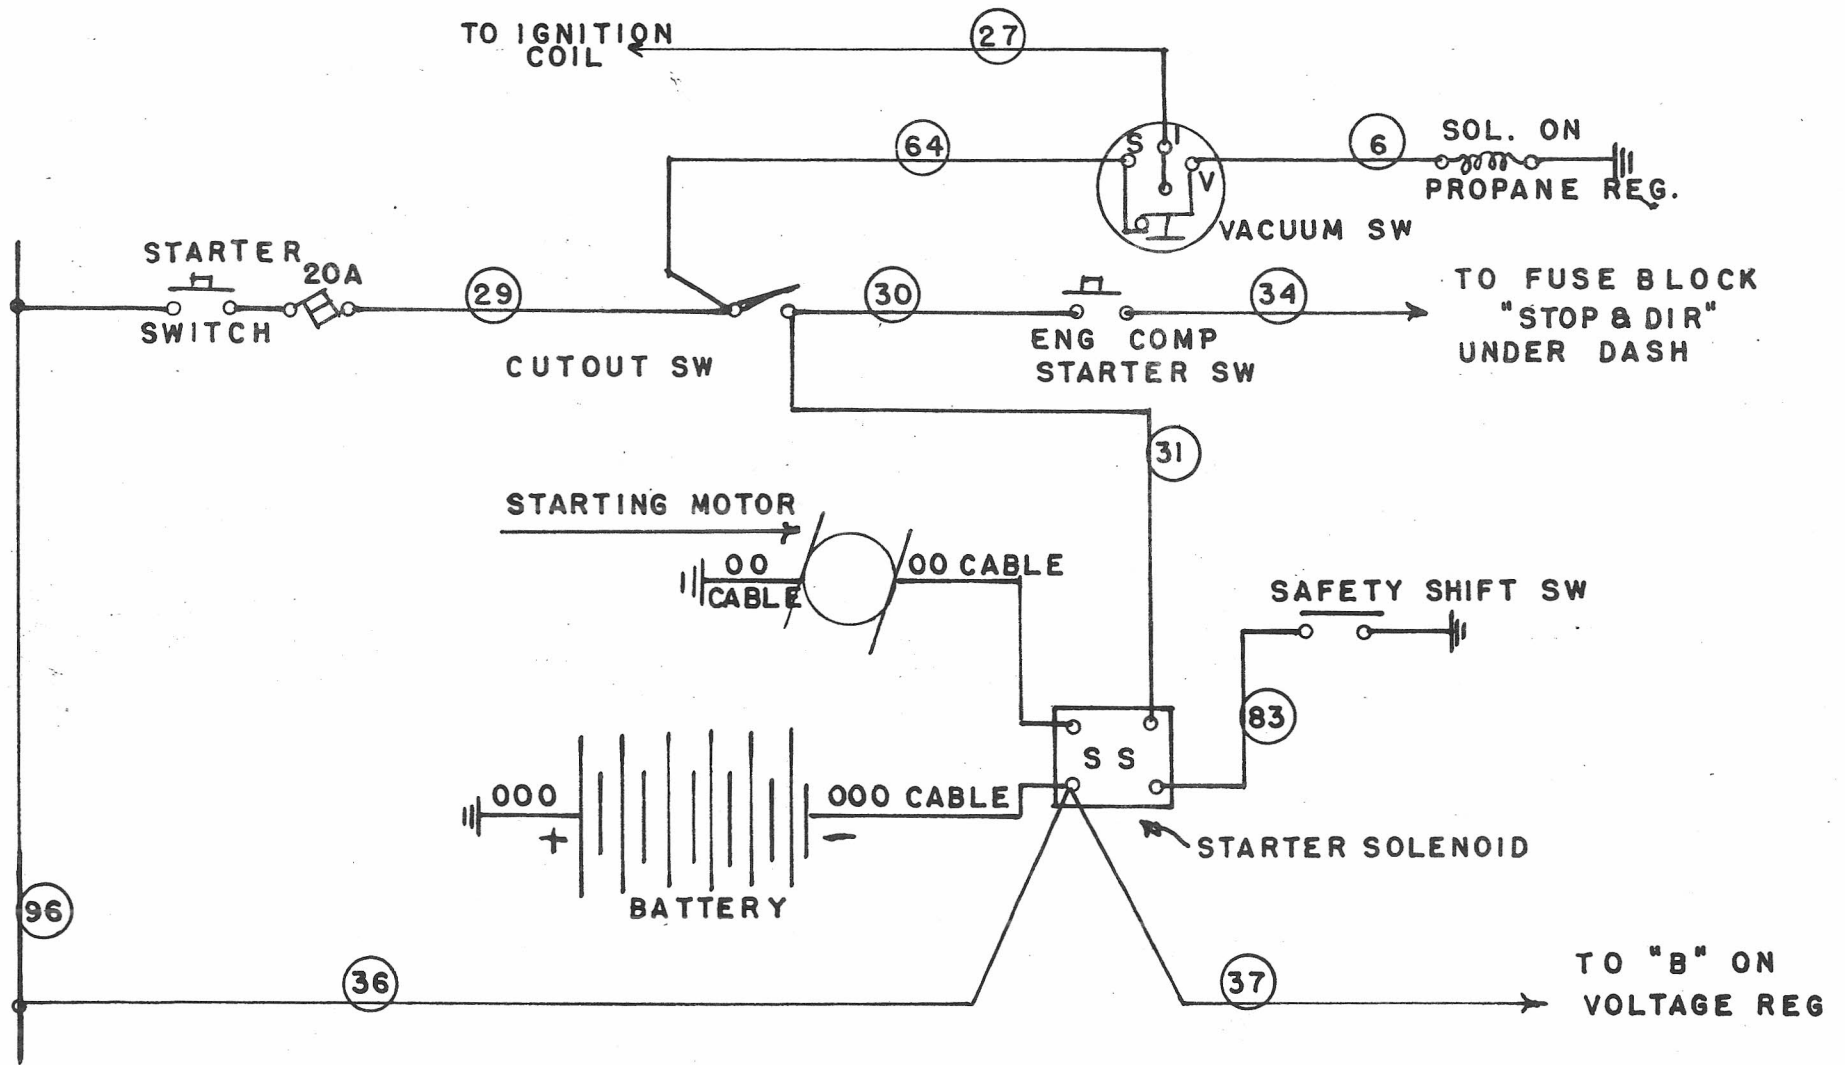 TO IGNITION
COIL
27
64
S
I
V
6
SOL. ON
PROPANE REG.
VACUUM SW
STARTER
SWITCH
20A
29
CUTOUT SW
30
ENG COMP
STARTER SW
34
TO FUSE BLOCK
"STOP & DIR"
UNDER DASH
31
STARTING MOTOR
00
CABLE
00 CABLE
SAFETY SHIFT SW
83
S S
000
+
000 CABLE
-
STARTER SOLENOID
BATTERY
96
36
37
TO "B" ON
VOLTAGE REG